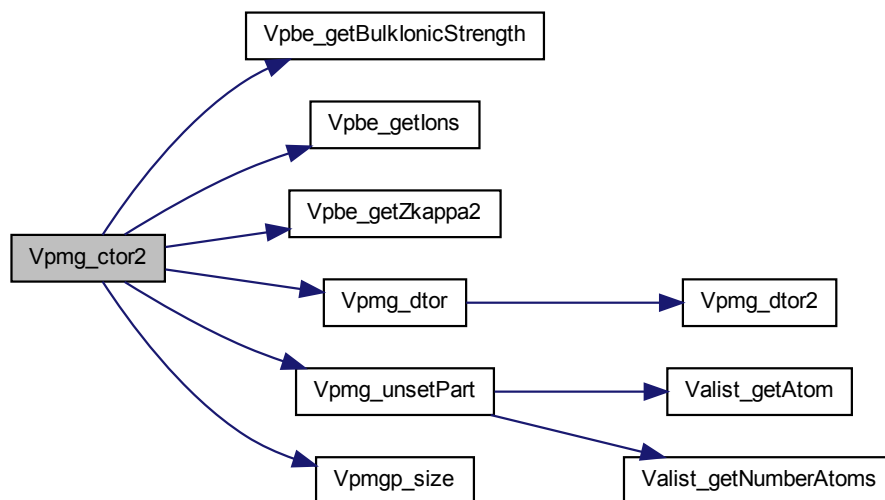 Vpbe_getBulkIonicStrength
Vpbe_getIons
Vpbe_getZkappa2
Vpmg_ctor2
Vpmg_dtor
Vpmg_dtor2
Vpmg_unsetPart
Valist_getAtom
Vpmgp_size
Valist_getNumberAtoms